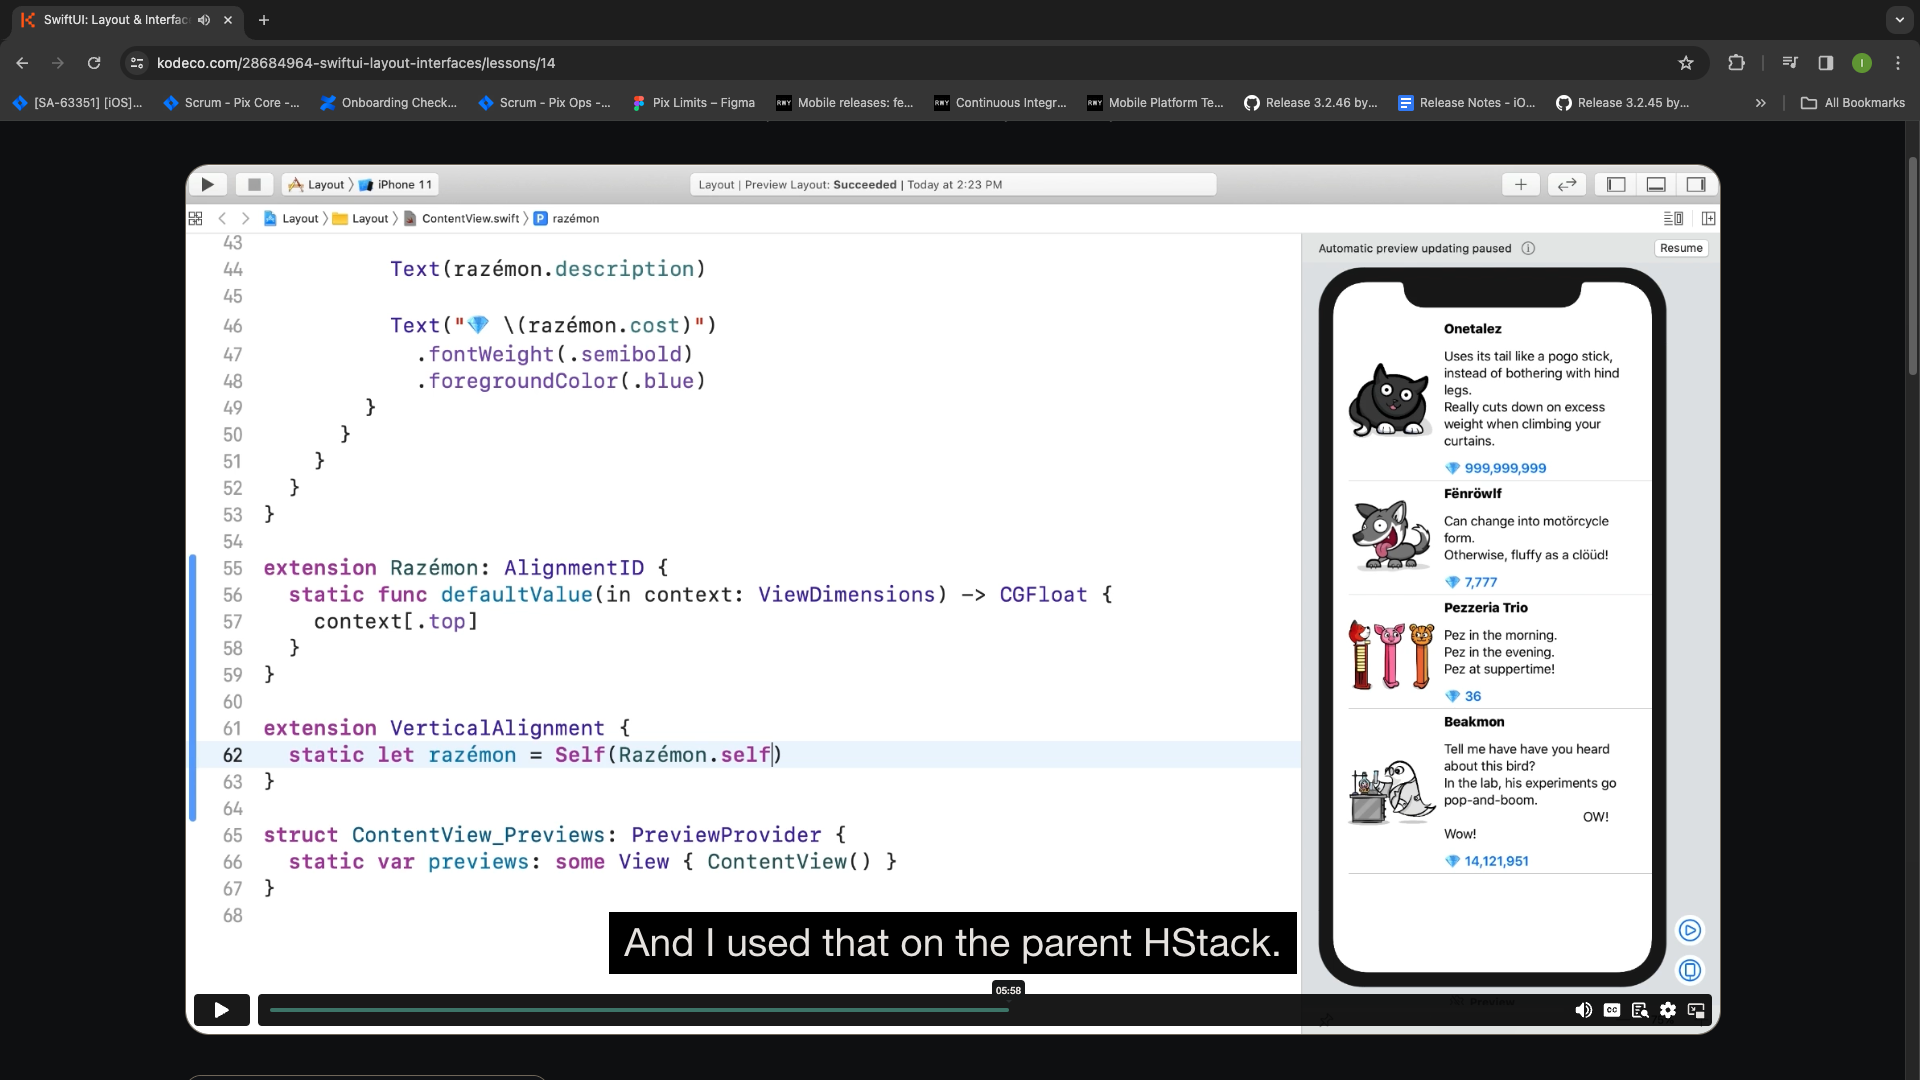 SwiftUI: Layout & Interfac
kodeco.com/28684964-swiftui-layout-interfaces/lessons/14
I
[SA-63351] [iOS]...
Scrum - Pix Core -...
Onboarding Check...
Scrum - Pix Ops -...
Pix Limits – Figma
Mobile releases: fe...
Continuous Integr...
Mobile Platform Te...
Release 3.2.46 by...
Release Notes - iO...
Release 3.2.45 by...
All Bookmarks
Layout
iPhone 11
Layout | Preview Layout: Succeeded | Today at 2:23 PM
Layout
Layout
ContentView.swift
P razémon
43
44 Text(razémon.description)
45
46 Text("💎 \(razémon.cost)")
47 .fontWeight(.semibold)
48 .foregroundColor(.blue)
49 }
50 }
51 }
52 }
53 }
54
55 extension Razémon: AlignmentID {
56 static func defaultValue(in context: ViewDimensions) -> CGFloat {
57 context[.top]
58 }
59 }
60
61 extension VerticalAlignment {
62 static let razémon = Self(Razémon.self)
63 }
64
65 struct ContentView_Previews: PreviewProvider {
66 static var previews: some View { ContentView() }
67 }
68
Automatic preview updating paused
Resume
Onetalez
Uses its tail like a pogo stick,
instead of bothering with hind
legs.
Really cuts down on excess
weight when climbing your
curtains.
💎 999,999,999
Fënröwlf
Can change into motörcycle
form.
Otherwise, fluffy as a clöüd!
💎 7,777
Pezzeria Trio
Pez in the morning.
Pez in the evening.
Pez at suppertime!
💎 36
Beakmon
Tell me have have you heard
about this bird?
In the lab, his experiments go
pop-and-boom.
OW!
Wow!
💎 14,121,951
And I used that on the parent HStack.
05:58
Preview
CC